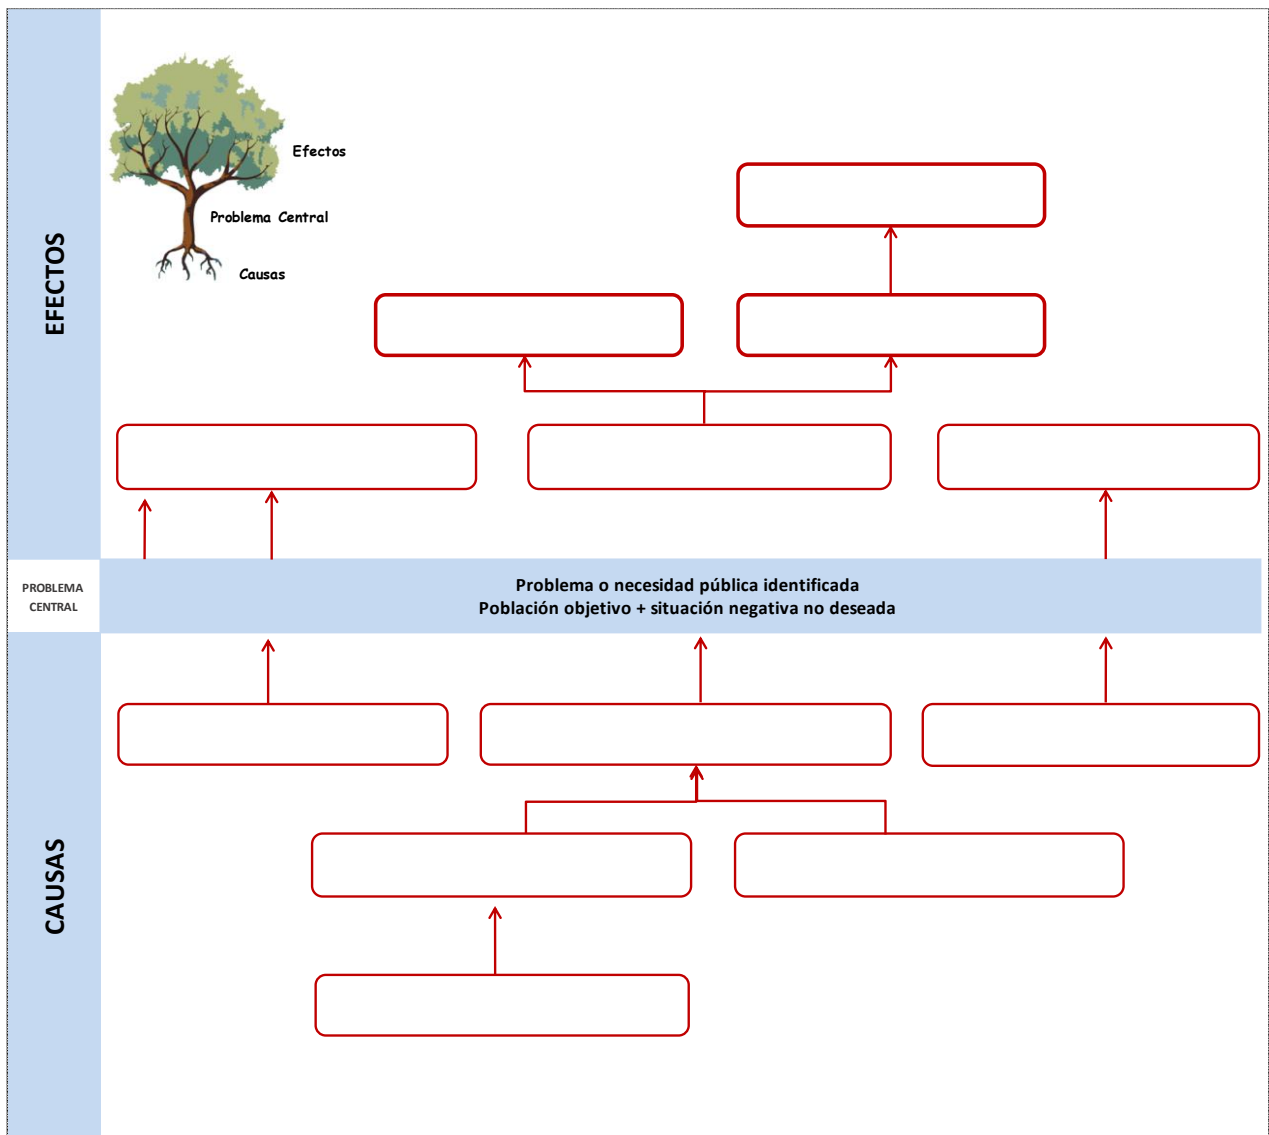 Efectos
Problema Central
Causas
EFECTOS
PROBLEMA
CENTRAL
Problema o necesidad pública identificada
Población objetivo + situación negativa no deseada
CAUSAS